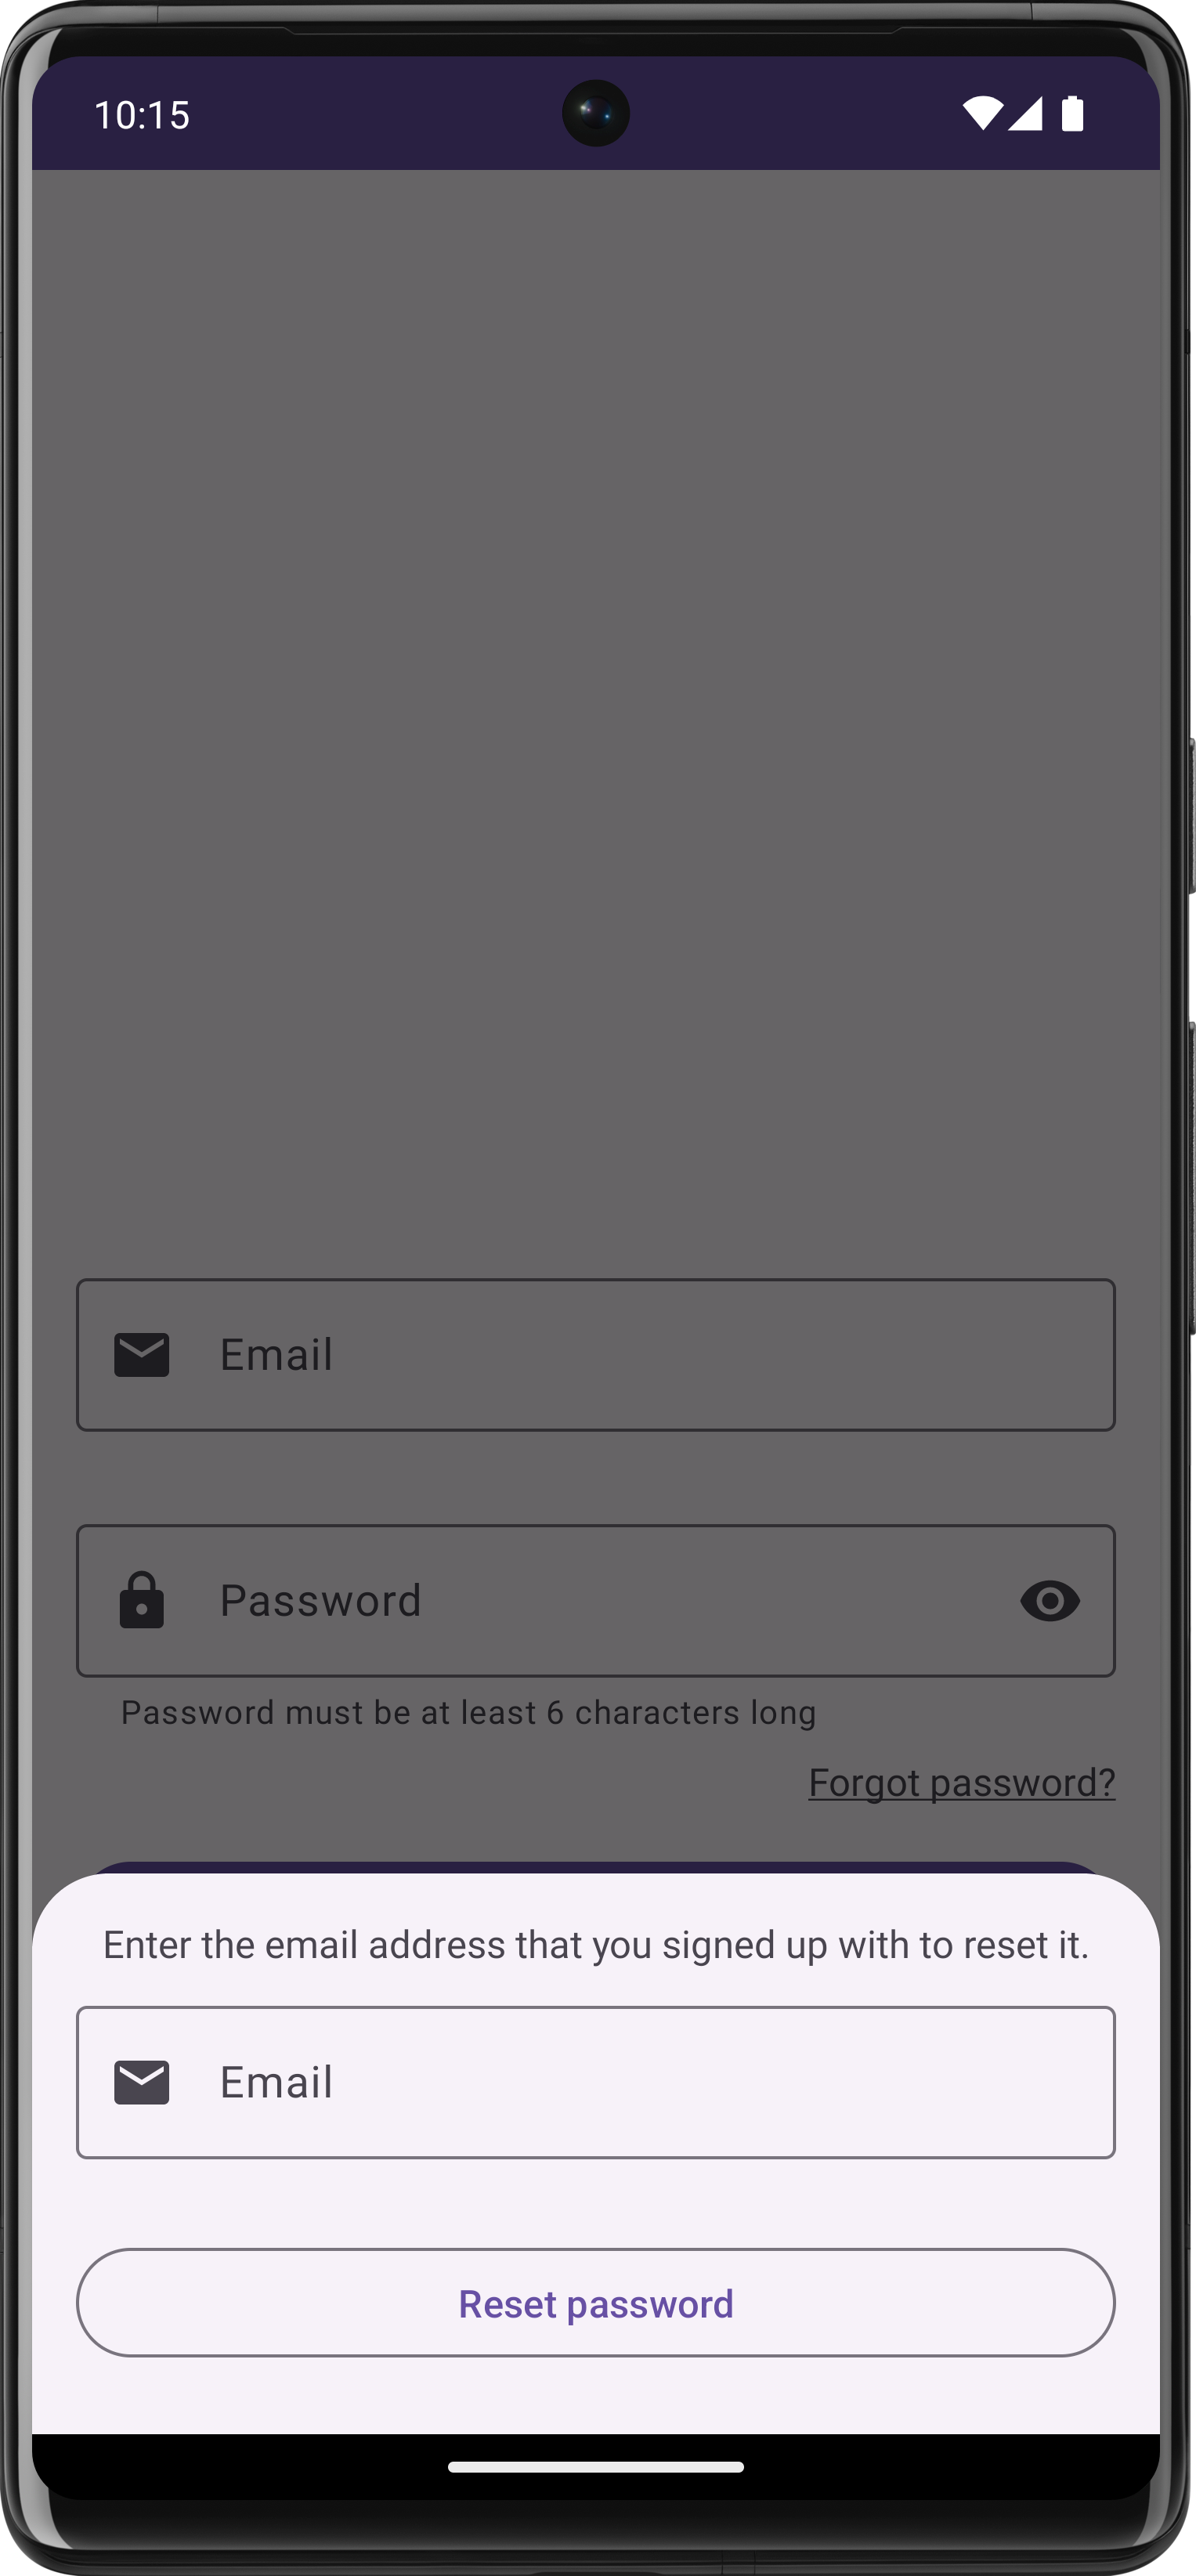 10:15
Email
Password
Password must be at least 6 characters long
Forgot password?
Enter the email address that you signed up with to reset it.
Email
Reset password